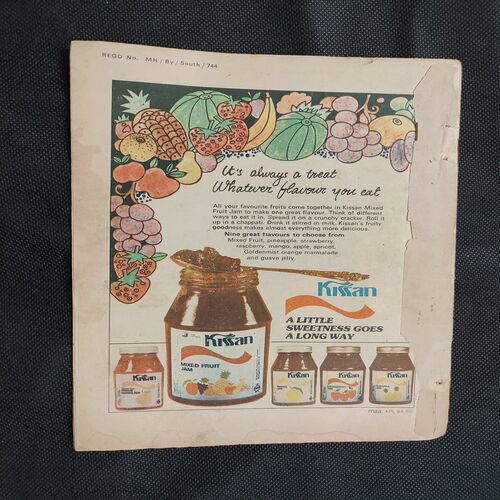 REGD No. MH / By / South / 744
It's always a treat
Whatever flavour you eat
All your favourite fruits come together in Kissan Mixed
Fruit Jam to make one great flavour. Think of different
ways to eat it in. Spread it on a crunchy cracker. Roll it
up in a chappati. Drink it stirred in milk. Kissan's fruity
goodness makes almost everything more delicious.
Nine great flavours to choose from
Mixed Fruit, pineapple, strawberry,
raspberry, mango, apple, apricot,
Goldenmist orange marmalade
and guava jelly
Kissan
A LITTLE
SWEETNESS GOES
A LONG WAY
Kissan
MIXED FRUIT
JAM
Kissan
Kissan
Kissan
Kissan
maa